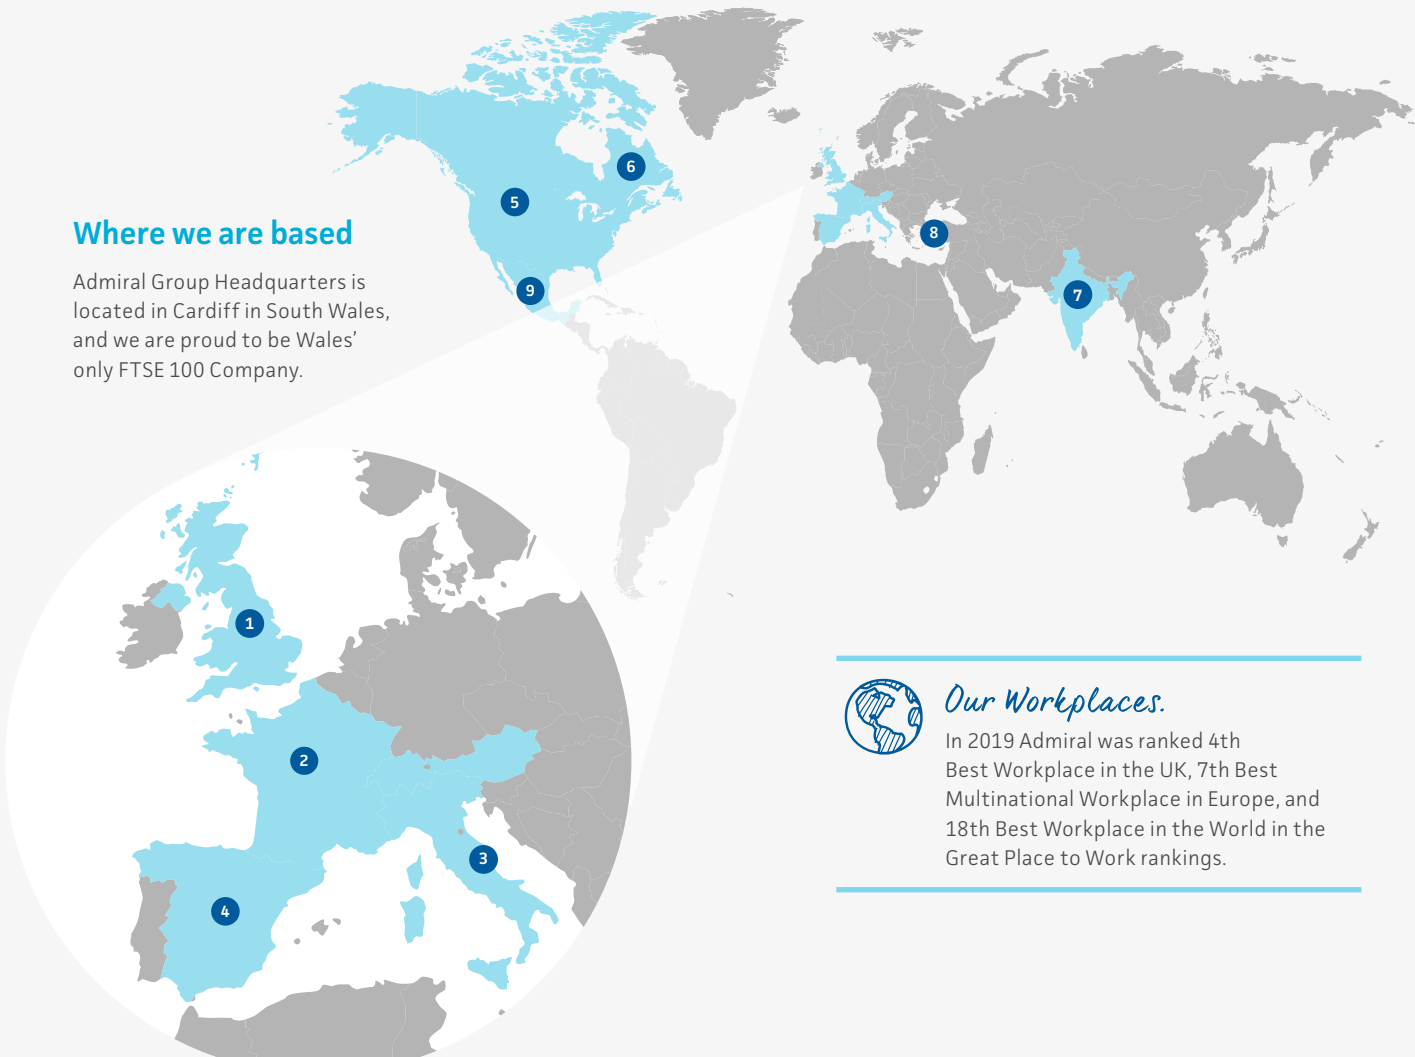 Where we are based
Admiral Group Headquarters is
located in Cardiff in South Wales,
and we are proud to be Wales’
only FTSE 100 Company.
5
6
9
8
7
1
2
3
4
Our Workplaces.
In 2019 Admiral was ranked 4th
Best Workplace in the UK, 7th Best
Multinational Workplace in Europe, and
18th Best Workplace in the World in the
Great Place to Work rankings.